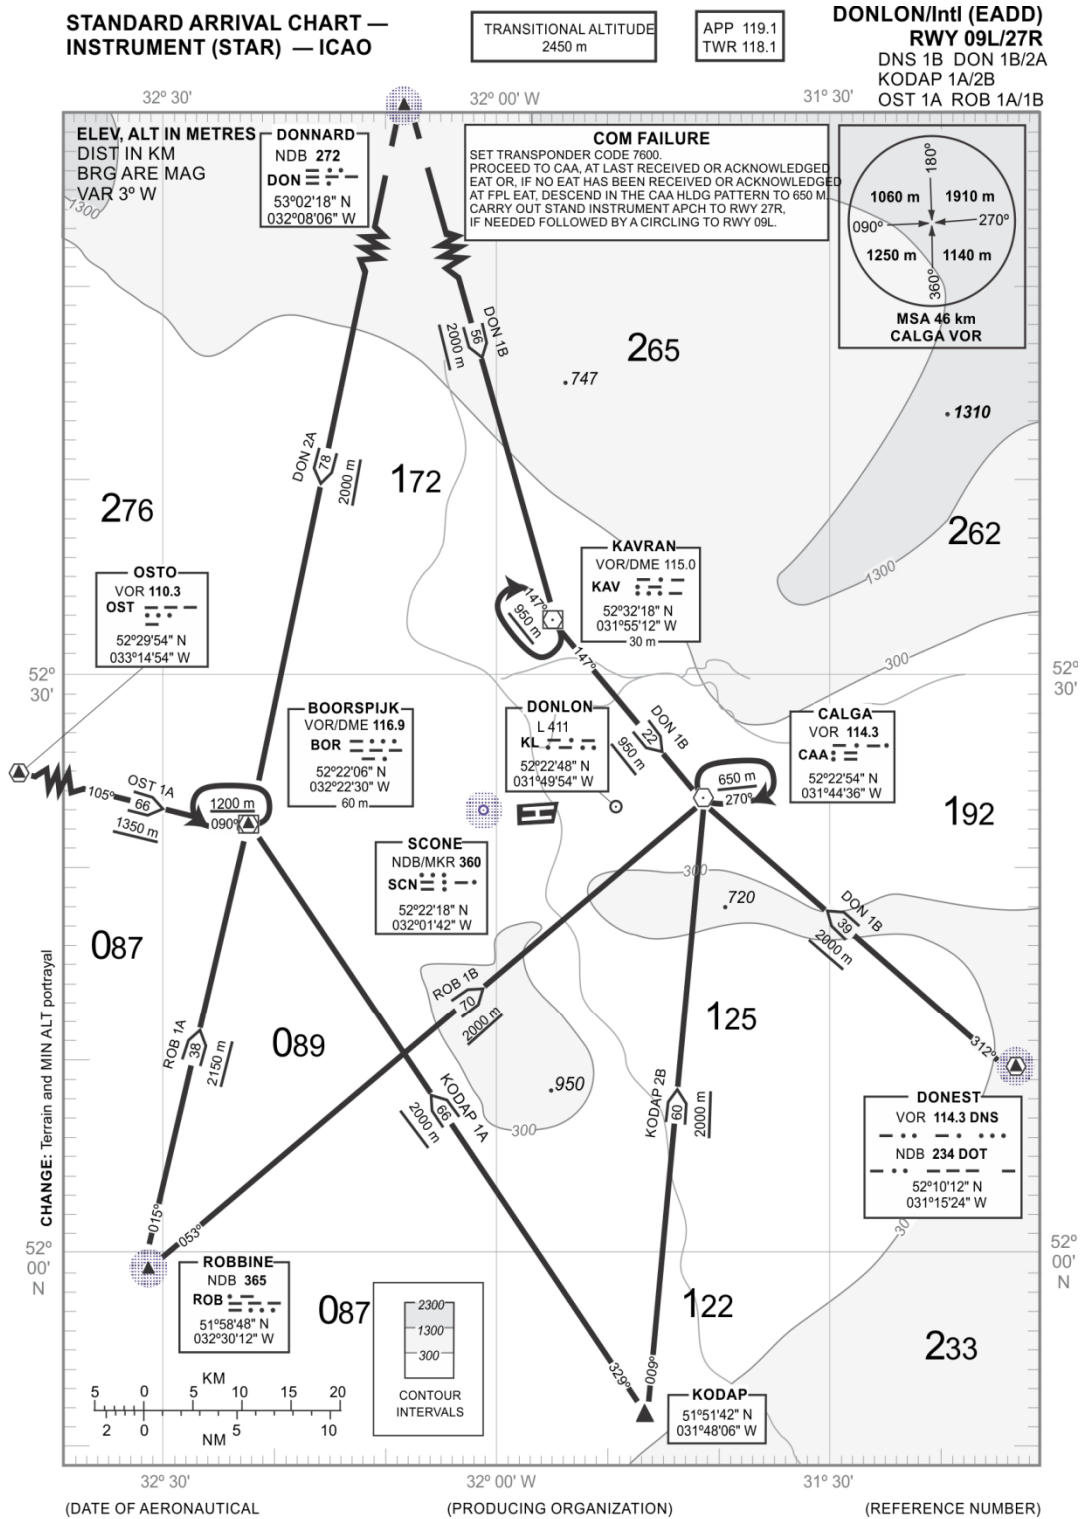 STANDARD ARRIVAL CHART —
INSTRUMENT (STAR) — ICAO
TRANSITIONAL ALTITUDE
2450 m
APP 119.1
TWR 118.1
DONLON/Intl (EADD)
RWY 09L/27R
DNS 1B DON 1B/2A
KODAP 1A/2B
OST 1A ROB 1A/1B
32º 30'
32º 00' W
31º 30'
ELEV, ALT IN METRES
DIST IN KM
BRG ARE MAG
VAR 3º W
1300
DONNARD
NDB 272
DON
53º02'18" N
032º08'06" W
COM FAILURE
SET TRANSPONDER CODE 7600.
PROCEED TO CAA, AT LAST RECEIVED OR ACKNOWLEDGED
EAT OR, IF NO EAT HAS BEEN RECEIVED OR ACKNOWLEDGED
AT FPL EAT, DESCEND IN THE CAA HLDG PATTERN TO 650 M.
CARRY OUT STAND INSTRUMENT APCH TO RWY 27R,
IF NEEDED FOLLOWED BY A CIRCLING TO RWY 09L.
180º
1060 m
1910 m
090º
270º
1250 m
1140 m
360º
MSA 46 km
CALGA VOR
DON 1B
56
2000 m
265
747
1310
DON 2A
78
2000 m
172
276
262
1300
OSTO
VOR 110.3
OST
52º29'54" N
033º14'54" W
KAVRAN
VOR/DME 115.0
KAV
52º32'18" N
031º55'12" W
30 m
147º
950 m
147º
300
52º
30'
52º
30'
BOORSPIJK
VOR/DME 116.9
BOR
52º22'06" N
032º22'30" W
60 m
DONLON
L 411
KL
52º22'48" N
031º49'54" W
DON 1B
22
950 m
CALGA
VOR 114.3
CAA
52º22'54" N
031º44'36" W
650 m
270º
105º
OST 1A
66
1350 m
1200 m
090º
192
SCONE
NDB/MKR 360
SCN
52º22'18" N
032º01'42" W
300
720
DON 1B
39
2000 m
087
ROB 1B
70
2000 m
125
ROB 1A
38
2150 m
089
950
300
KODAP 1A
66
2000 m
KODAP 2B
60
2000 m
312º
DONEST
VOR 114.3 DNS
NDB 234 DOT
52º10'12" N
031º15'24" W
30
CHANGE: Terrain and MIN ALT portrayal
015º
053º
52º
00'
N
52º
00'
N
ROBBINE
NDB 365
ROB
51º58'48" N
032º30'12" W
087
2300
1300
300
CONTOUR
INTERVALS
122
233
329º
009º
KODAP
51º51'42" N
031º48'06" W
KM
5 0 5 10 15 20
2 0 5 10
NM
32º 30'
32º 00' W
31º 30'
(DATE OF AERONAUTICAL
(PRODUCING ORGANIZATION)
(REFERENCE NUMBER)